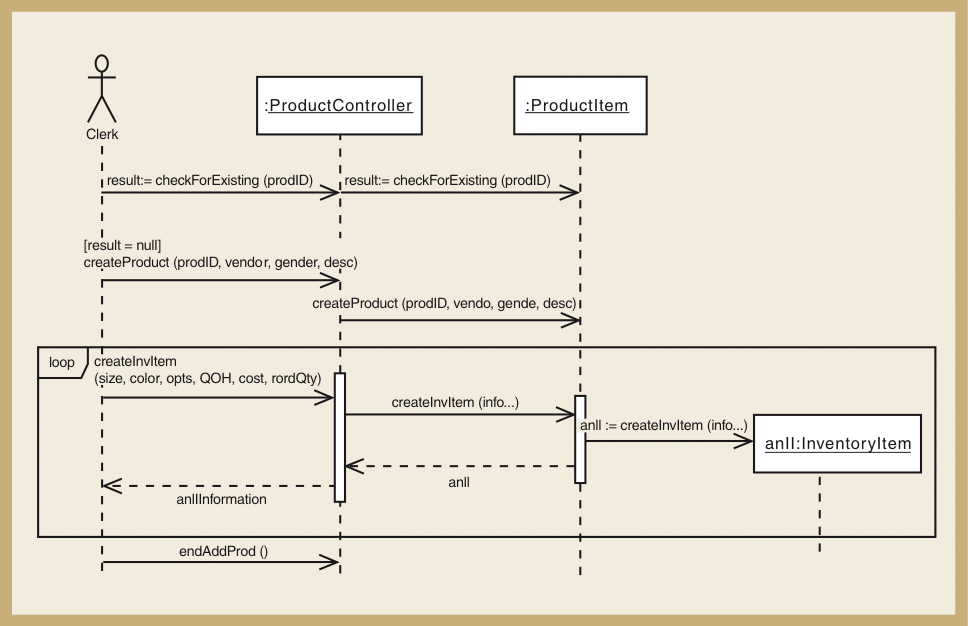 :ProductController
:ProductItem
Clerk
result:= checkForExisting (prodID)
result:= checkForExisting (prodID)
[result = null]
createProduct (prodID, vendor, gender, desc)
createProduct (prodID, vendo, gende, desc)
loop
createInvItem
(size, color, opts, QOH, cost, rordQty)
createInvItem (info...)
anII := createInvItem (info...)
anII:InventoryItem
anII
anIIInformation
endAddProd ()